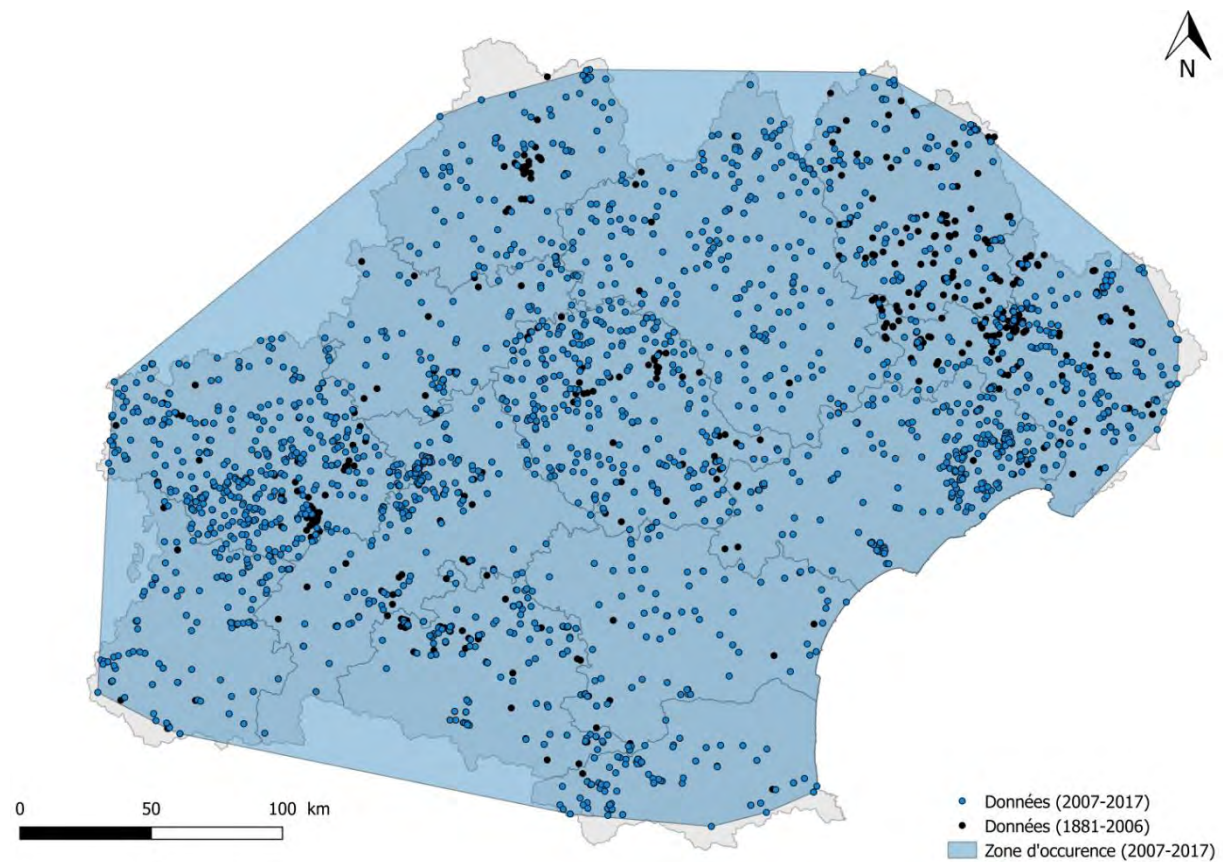 N
0 50 100 km
Données (2007-2017)
Données (1881-2006)
Zone d'occurence (2007-2017)